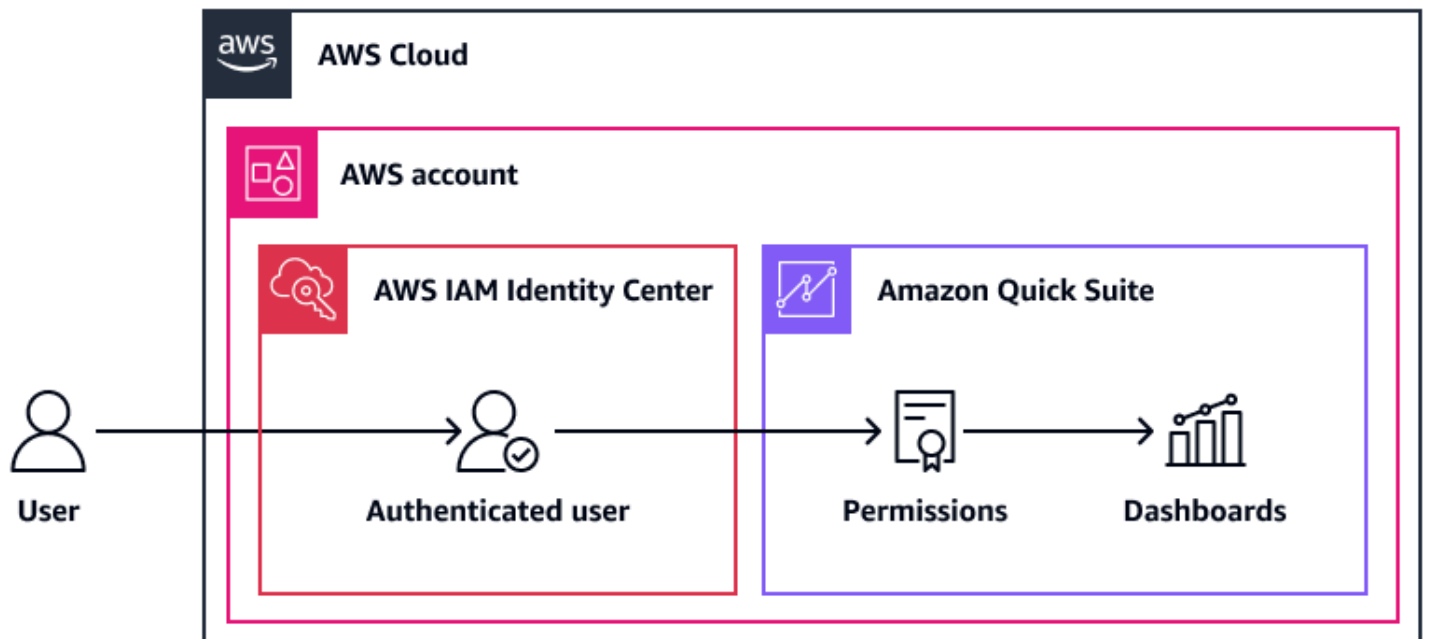 aws
AWS Cloud
AWS account
AWS IAM Identity Center
Amazon Quick Suite
User
Authenticated user
Permissions
Dashboards